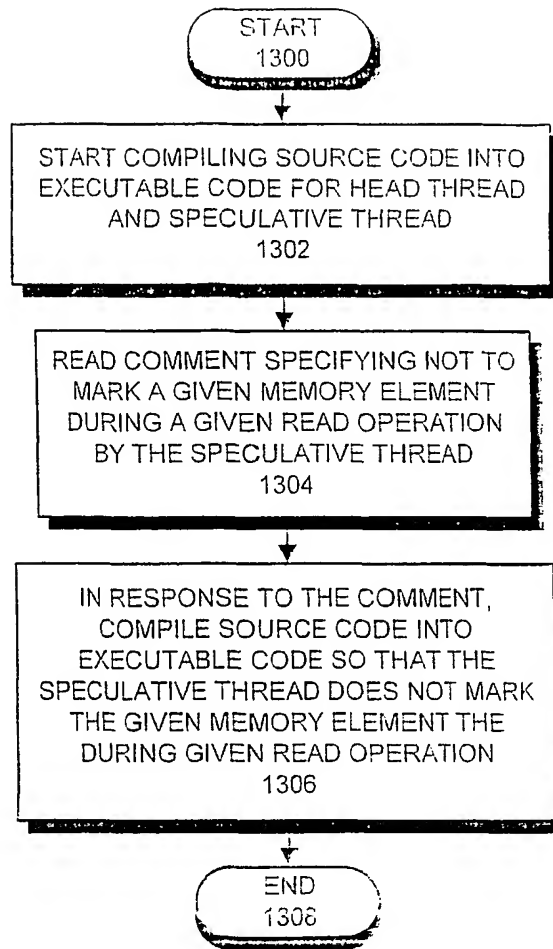 START
1300
START COMPILING SOURCE CODE INTO
EXECUTABLE CODE FOR HEAD THREAD
AND SPECULATIVE THREAD
1302
READ COMMENT SPECIFYING NOT TO
MARK A GIVEN MEMORY ELEMENT
DURING A GIVEN READ OPERATION
BY THE SPECULATIVE THREAD
1304
IN RESPONSE TO THE COMMENT,
COMPILE SOURCE CODE INTO
EXECUTABLE CODE SO THAT THE
SPECULATIVE THREAD DOES NOT MARK
THE GIVEN MEMORY ELEMENT THE
DURING GIVEN READ OPERATION
1306
END
1308